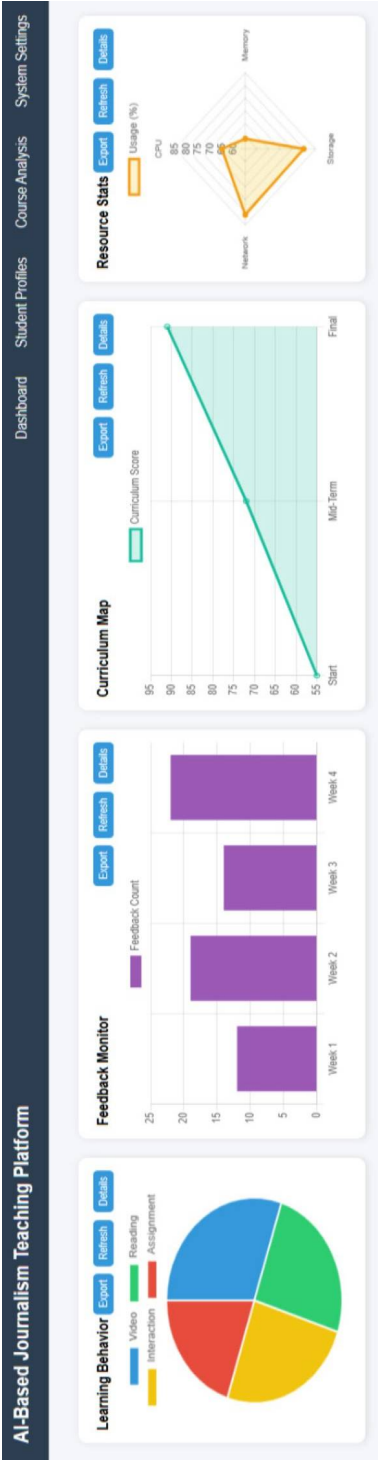 AI-Based Journalism Teaching Platform
Dashboard Student Profiles Course Analysis System Settings
Learning Behavior Export Refresh Details
Video Reading
Interaction Assignment
Feedback Monitor
Export Refresh Details
Feedback Count
25
20
15
10
5
0
Week 1 Week 2 Week 3 Week 4
Curriculum Map
Export Refresh Details
Curriculum Score
95
90
85
80
75
70
65
60
55
Start Mid-Term Final
Resource Stats Export Refresh Details
Usage (%)
CPU
85
80
75
70
65
60
Network Memory
Storage